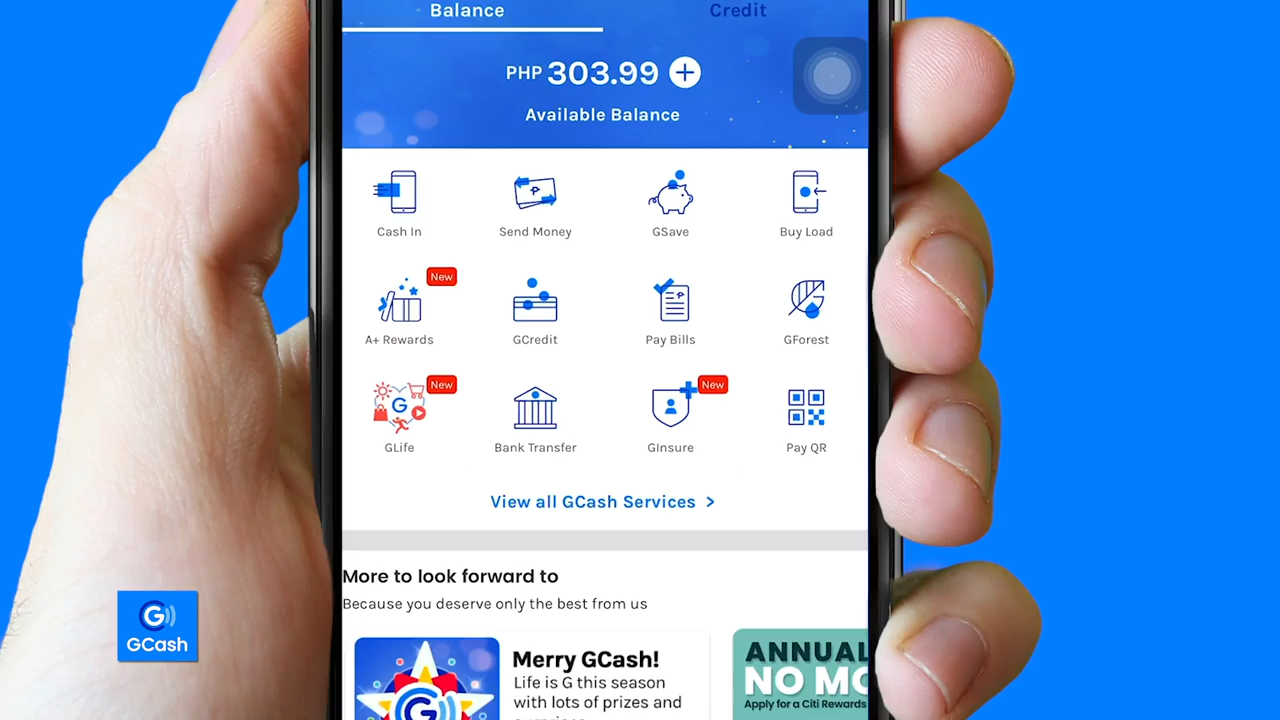 Balance
Credit
PHP 303.99
Available Balance
Cash In
Send Money
GSave
Buy Load
New
A+ Rewards
GCredit
Pay Bills
GForest
New
New
GLife
Bank Transfer
GInsure
Pay QR
View all GCash Services >
More to look forward to
Because you deserve only the best from us
GCash
Merry GCash!
Life is G this season
with lots of prizes and
ANNUAL
NO MO
Apply for a Citi Rewards